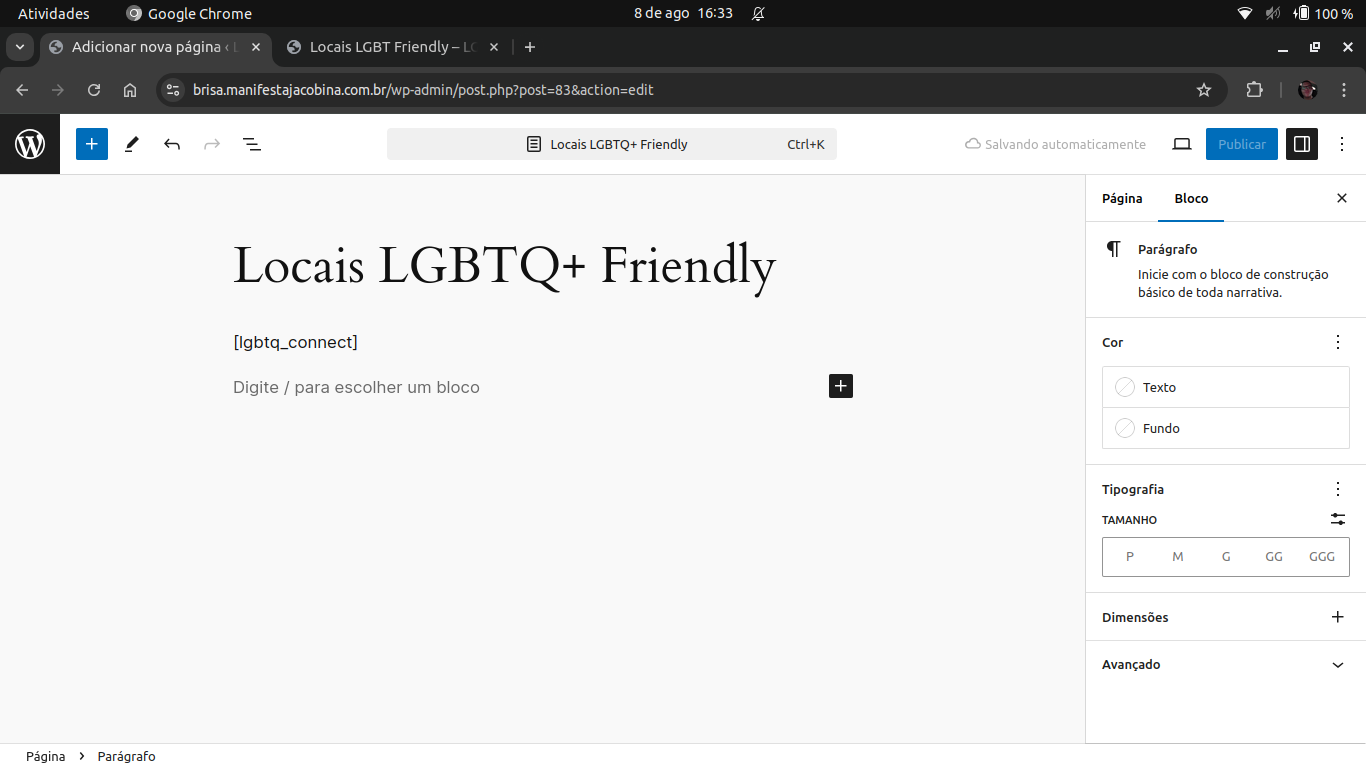 Atividades Google Chrome 8 de ago 16:33 100 %
Adicionar nova página ‹ L Locais LGBT Friendly – LG
brisa.manifestajacobina.com.br/wp-admin/post.php?post=83&action=edit
Locais LGBTQ+ Friendly Ctrl+K Salvando automaticamente Publicar
Página Bloco
Locais LGBTQ+ Friendly
[lgbtq_connect]
Digite / para escolher um bloco
Parágrafo
Inicie com o bloco de construção
básico de toda narrativa.
Cor
Texto
Fundo
Tipografia
TAMANHO
P M G GG GGG
Dimensões
Avançado
Página Parágrafo